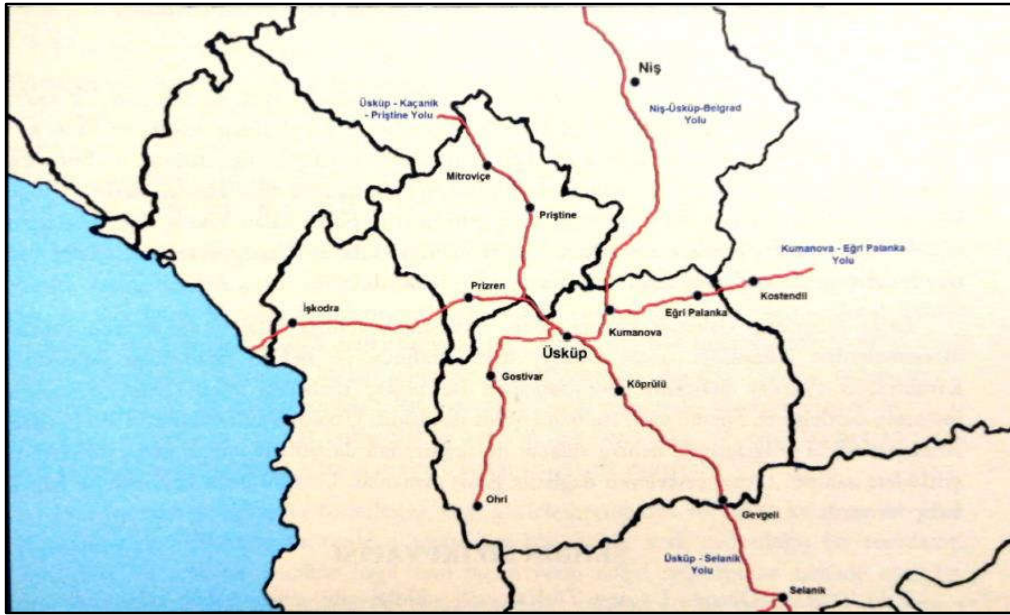 Niş
Üsküp - Kaçanik
- Priştine Yolu
Niş-Üsküp-Belgrad
Yolu
Mitroviçe
Priştine
Kumanova - Eğri Palanka
Yolu
Prizren
Kostendil
İşkodra
Eğri Palanka
Kumanova
Üsküp
Gostivar
Köprülü
Ohri
Gevgeli
Üsküp - Selanik
Yolu
Selanik